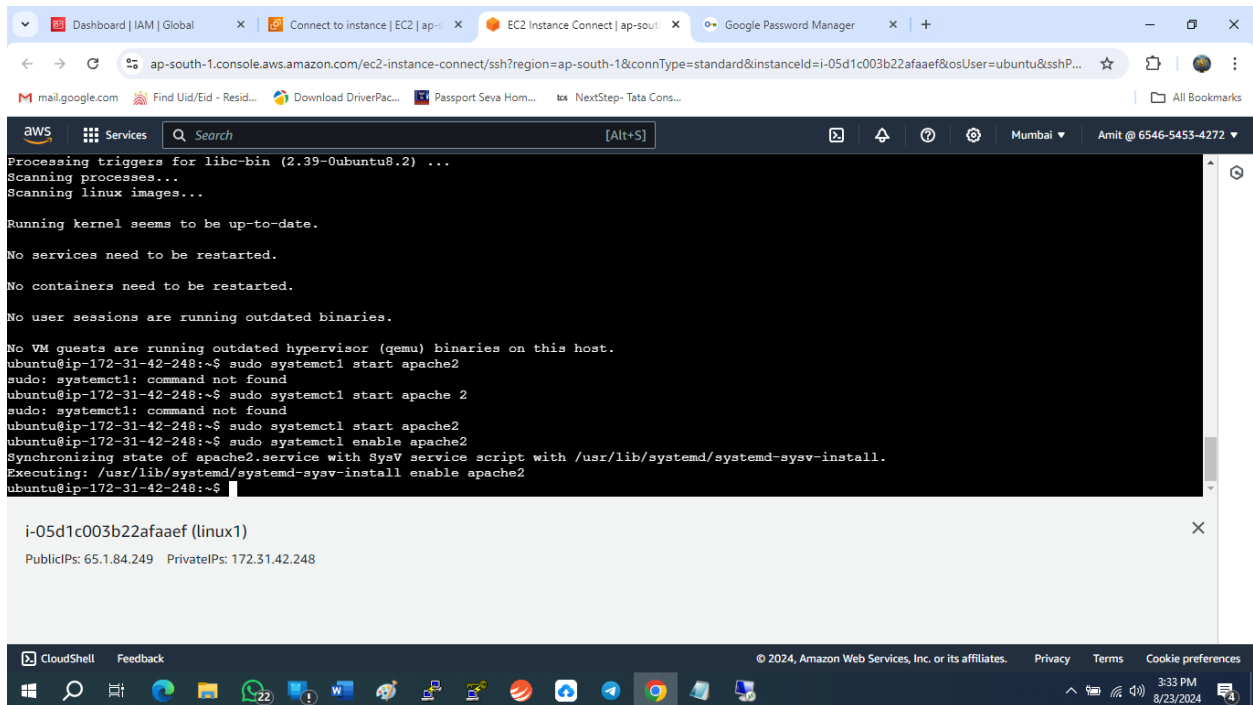 Dashboard | IAM | Global
Connect to instance | EC2 | ap-s
EC2 Instance Connect | ap-sout
Google Password Manager
ap-south-1.console.aws.amazon.com/ec2-instance-connect/ssh?region=ap-south-1&connType=standard&instanceId=i-05d1c003b22afaaef&osUser=ubuntu&sshP...
mail.google.com
Find Uid/Eid - Resid...
Download DriverPac...
Passport Seva Hom...
tcs NextStep- Tata Cons...
All Bookmarks
aws
Services
Search
[Alt+S]
Mumbai
Amit @ 6546-5453-4272
Processing triggers for libc-bin (2.39-0ubuntu8.2) ...
Scanning processes...
Scanning linux images...
Running kernel seems to be up-to-date.
No services need to be restarted.
No containers need to be restarted.
No user sessions are running outdated binaries.
No VM guests are running outdated hypervisor (qemu) binaries on this host.
ubuntu@ip-172-31-42-248:~$ sudo systemct1 start apache2
sudo: systemct1: command not found
ubuntu@ip-172-31-42-248:~$ sudo systemct1 start apache 2
sudo: systemct1: command not found
ubuntu@ip-172-31-42-248:~$ sudo systemctl start apache2
ubuntu@ip-172-31-42-248:~$ sudo systemctl enable apache2
Synchronizing state of apache2.service with SysV service script with /usr/lib/systemd/systemd-sysv-install.
Executing: /usr/lib/systemd/systemd-sysv-install enable apache2
ubuntu@ip-172-31-42-248:~$
i-05d1c003b22afaaef (linux1)
PublicIPs: 65.1.84.249 PrivateIPs: 172.31.42.248
CloudShell
Feedback
© 2024, Amazon Web Services, Inc. or its affiliates.
Privacy
Terms
Cookie preferences
22
3:33 PM
8/23/2024
4